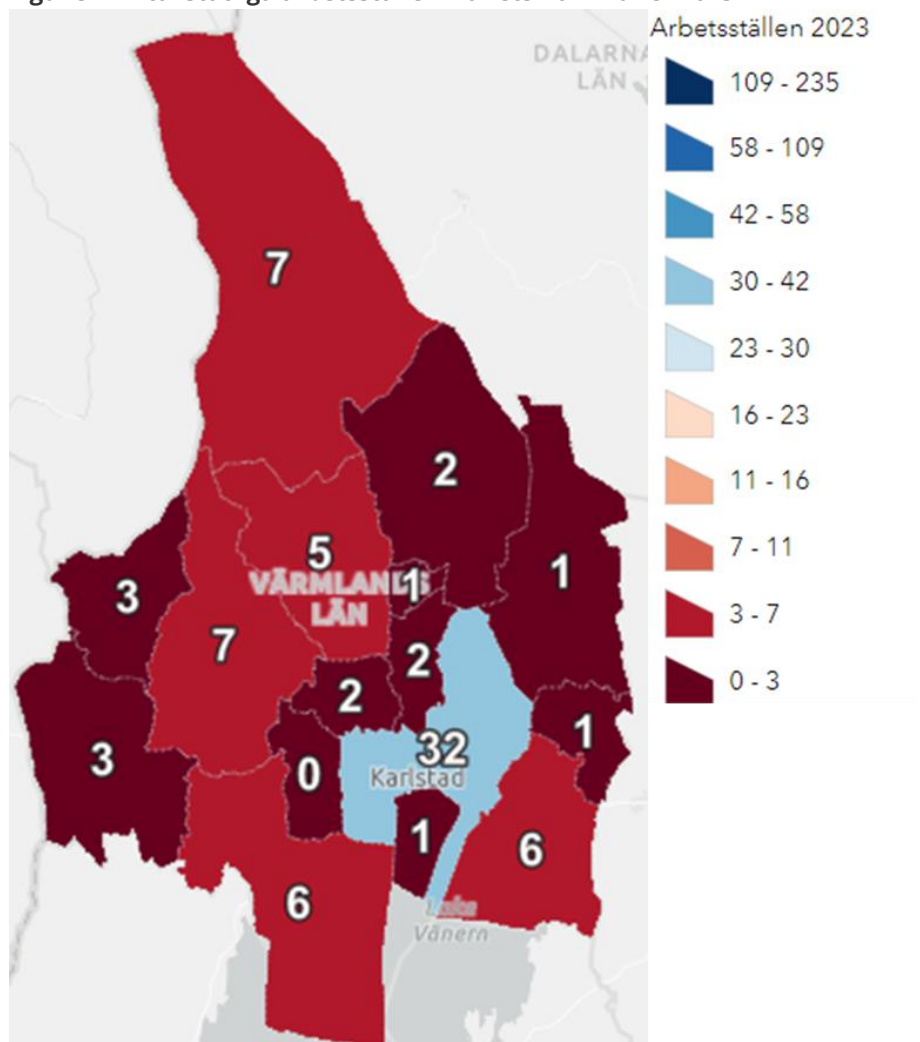 Arbetsställen 2023
109 - 235
58 - 109
42 - 58
30 - 42
23 - 30
16 - 23
11 - 16
7 - 11
3 - 7
0 - 3
DALARNA
LÄN
7
2
5
1
3
VÄRMLANDS
1
LÄN
7
2
2
1
3
0
32
Karlstad
1
6
6
Lake
Vänern